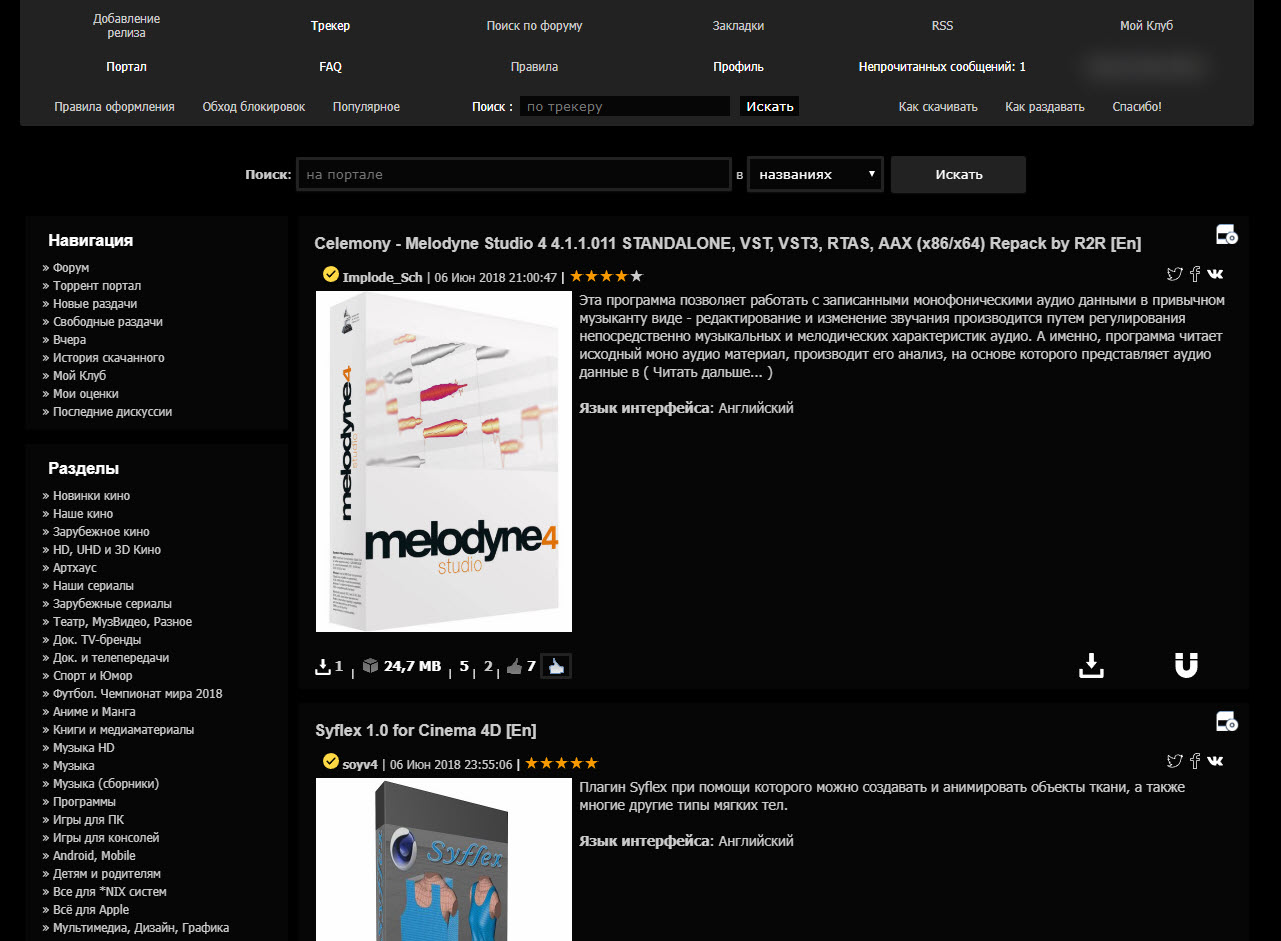 Добавление
релиза
Трекер
Поиск по форуму
Закладки
RSS
Мой Клуб
Портал
FAQ
Правила
Профиль
Непрочитанных сообщений: 1
Правила оформления
Обход блокировок
Популярное
Поиск :
по трекеру
Искать
Как скачивать
Как раздавать
Спасибо!
Поиск:
на портале
в
названиях
Искать
Навигация
» Форум
» Торрент портал
» Новые раздачи
» Свободные раздачи
» Вчера
» История скачанного
» Мой Клуб
» Мои оценки
» Последние дискуссии
Разделы
» Новинки кино
» Наше кино
» Зарубежное кино
» HD, UHD и 3D Кино
» Артхаус
» Наши сериалы
» Зарубежные сериалы
» Театр, МузВидео, Разное
» Док. TV-бренды
» Док. и телепередачи
» Спорт и Юмор
» Футбол. Чемпионат мира 2018
» Аниме и Манга
» Книги и медиаматериалы
» Музыка HD
» Музыка
» Музыка (сборники)
» Программы
» Игры для ПК
» Игры для консолей
» Android, Mobile
» Детям и родителям
» Все для *NIX систем
» Всё для Apple
» Мультимедиа, Дизайн, Графика
Celemony - Melodyne Studio 4 4.1.1.011 STANDALONE, VST, VST3, RTAS, AAX (x86/x64) Repack by R2R [En]
Implode_Sch | 06 Июн 2018 21:00:47 | ★★★★★
Эта программа позволяет работать с записанными монофоническими аудио данными в привычном
музыканту виде - редактирование и изменение звучания производится путем регулирования
непосредственно музыкальных и мелодических характеристик аудио. А именно, программа читает
исходный моно аудио материал, производит его анализ, на основе которого представляет аудио
данные в ( Читать дальше... )
Язык интерфейса: Английский
melodyne4
studio
melodyne4
studio
1 | 24,7 MB | 5 | 2 | 7
Syflex 1.0 for Cinema 4D [En]
soyv4 | 06 Июн 2018 23:55:06 | ★★★★★
Плагин Syflex при помощи которого можно создавать и анимировать объекты ткани, а также
многие другие типы мягких тел.
Язык интерфейса: Английский
Syflex